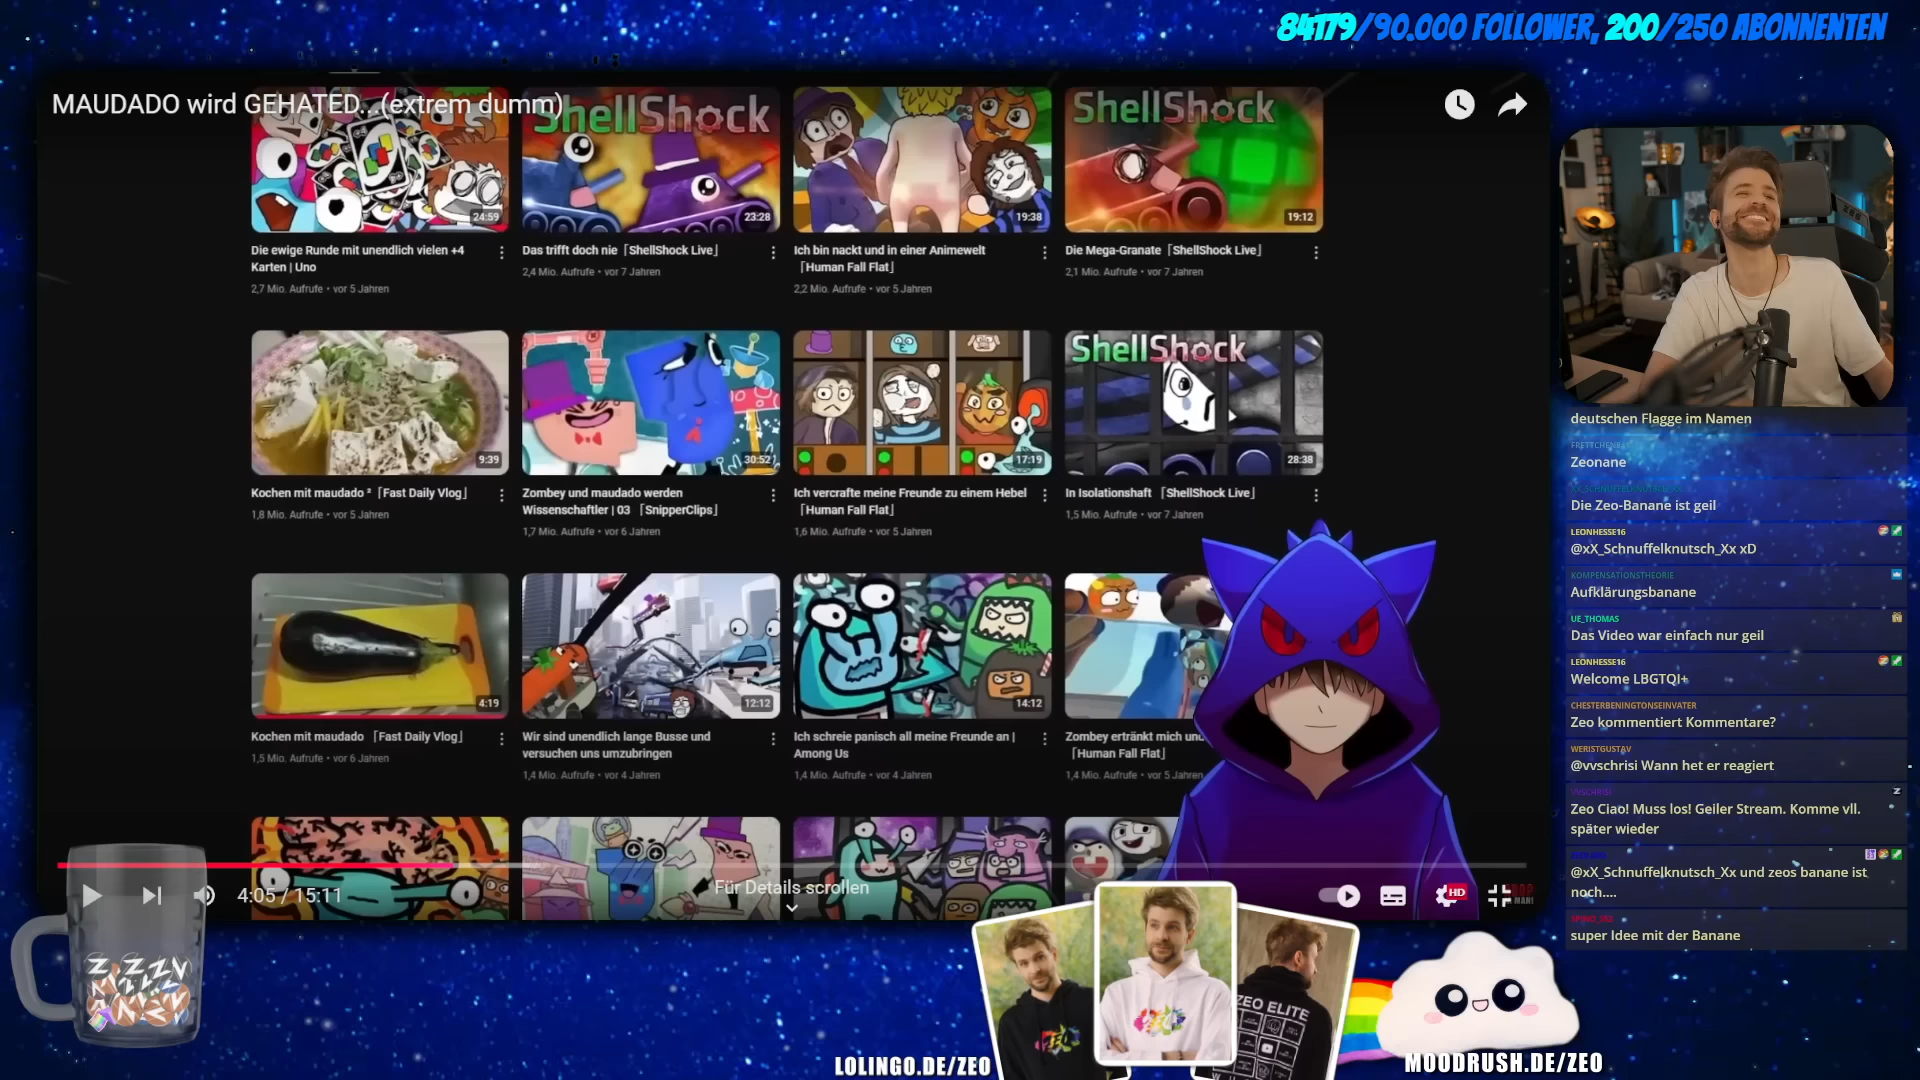 84179/90.000 FOLLOWER, 200/250 ABONNENTEN
MAUDADO wird GEHATED...(extrem dumm)
ShellShock
ShellShock
24:59
23:28
19:38
19:12
Die ewige Runde mit unendlich vielen +4
Karten | Uno
2,7 Mio. Aufrufe • vor 5 Jahren
Das trifft doch nie「ShellShock Live」
2,4 Mio. Aufrufe • vor 7 Jahren
Ich bin nackt und in einer Animewelt
「Human Fall Flat」
2,2 Mio. Aufrufe • vor 5 Jahren
Die Mega-Granate「ShellShock Live」
2,1 Mio. Aufrufe • vor 7 Jahren
ShellShock
9:39
30:52
17:19
28:38
Kochen mit maudado ²「Fast Daily Vlog」
1,8 Mio. Aufrufe • vor 5 Jahren
Zombey und maudado werden
Wissenschaftler | 03 「SnipperClips」
1,7 Mio. Aufrufe • vor 6 Jahren
Ich vercrafte meine Freunde zu einem Hebel
「Human Fall Flat」
1,6 Mio. Aufrufe • vor 5 Jahren
In Isolationshaft 「ShellShock Live」
1,5 Mio. Aufrufe • vor 7 Jahren
4:19
12:12
14:12
Kochen mit maudado 「Fast Daily Vlog」
1,5 Mio. Aufrufe • vor 6 Jahren
Wir sind unendlich lange Busse und
versuchen uns umzubringen
1,4 Mio. Aufrufe • vor 4 Jahren
Ich schreie panisch all meine Freunde an |
Among Us
1,4 Mio. Aufrufe • vor 4 Jahren
Zombey ertränkt mich und
「Human Fall Flat」
1,4 Mio. Aufrufe • vor 5 Jahren
4:05 / 15:11
Für Details scrollen
HD
deutschen Flagge im Namen
Zeonane
Die Zeo-Banane ist geil
LEONHESSE16
@xX_Schnuffelknutsch_Xx xD
KOMPENSATIONSTHEORIE
Aufklärungsbanane
UE_THOMAS
Das Video war einfach nur geil
LEONHESSE16
Welcome LBGTQI+
CHESTERBENINGTONSEINVATER
Zeo kommentiert Kommentare?
WERISTGUSTAV
@vvschrisi Wann het er reagiert
VVSCHRISI
Zeo Ciao! Muss los! Geiler Stream. Komme vll.
später wieder
@xX_Schnuffelknutsch_Xx und zeos banane ist
noch....
super Idee mit der Banane
ZEO ELITE
LOLINGO.DE/ZEO
MOODRUSH.DE/ZEO